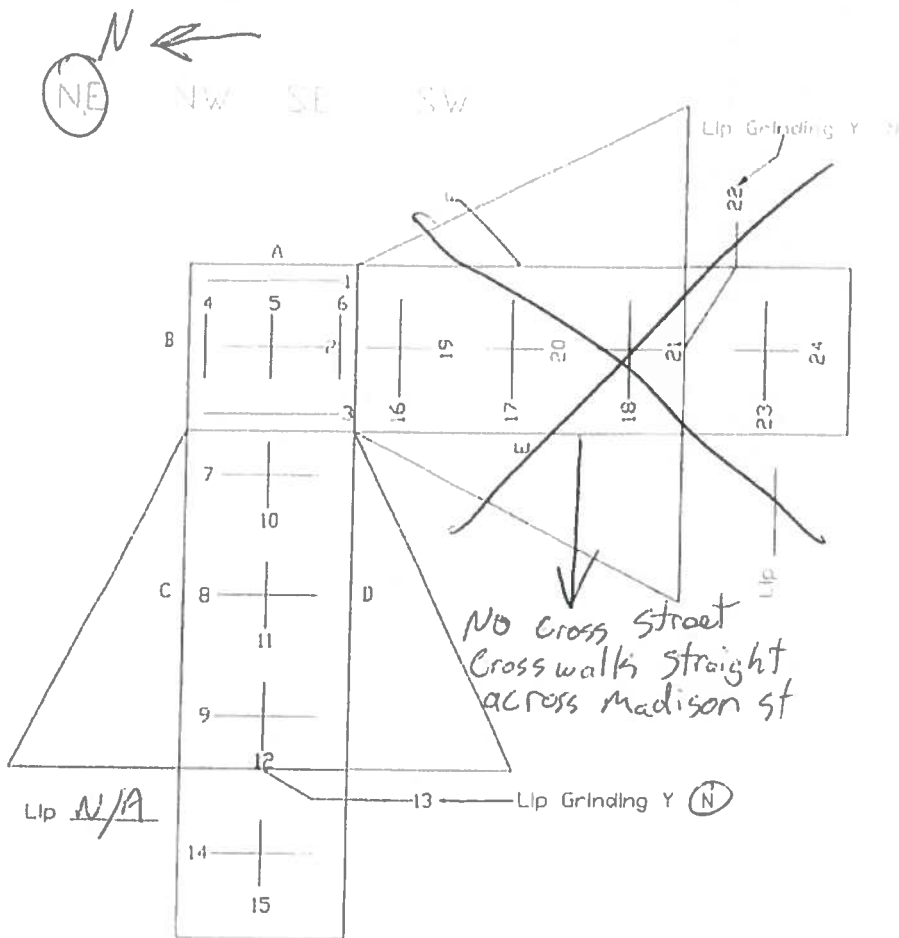 N
NE NW SE SW
Lip Grinding Y N
22
F
A
1
4 5 6
B
2
19 20 21 24
3
16 17 18 23
E
7
10
Lip
C 8 D
11
No cross street
Crosswalk straight
across Madison st
9
12
Lip N/A
13 Lip Grinding Y N
14
15